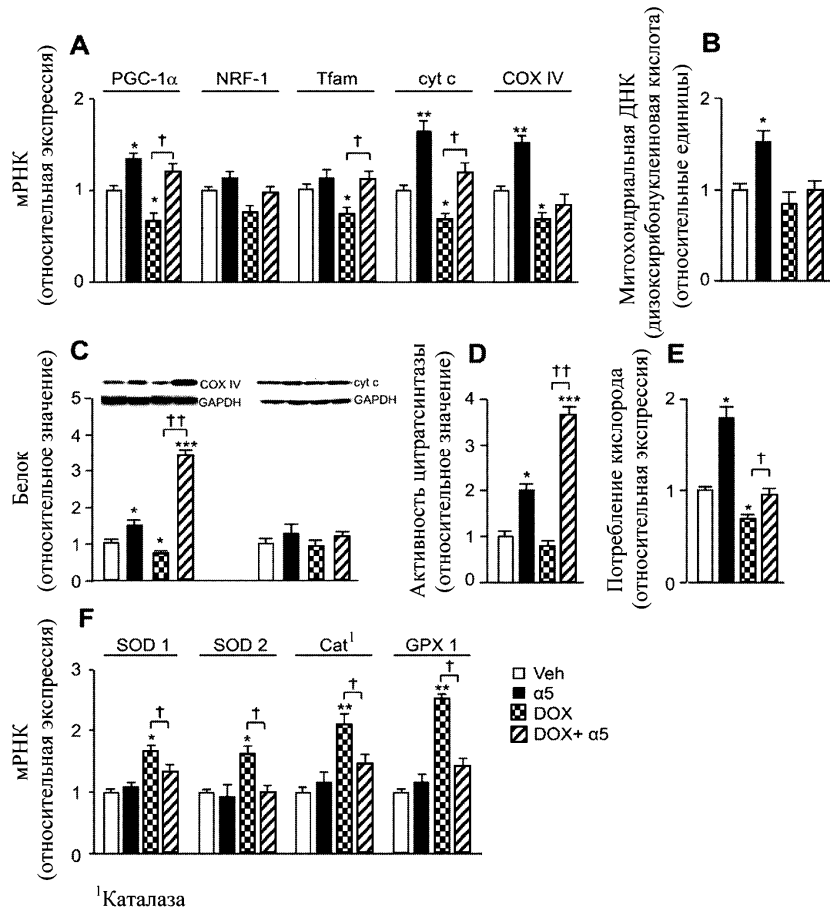 A
PGC-1α NRF-1 Tfam cyt c COX IV
мРНК
(относительная экспрессия)
2
1
0
* † *
† *
** † *
** *
B
Митохондриальная ДНК
(дизоксирибонуклеиновая кислота)
(относительные единицы)
2
1
0
*
C
COX IV
GAPDH
cyt c
GAPDH
Белок
(относительное значение)
5
4
3
2
1
0
* * †† ***
D
Активность цитратсинтазы
(относительное значение)
4
3
2
1
0
* †† ***
E
Потребление кислорода
(относительная экспрессия)
2
1
0
* * †
F
SOD 1 SOD 2 Cat¹ GPX 1
мРНК
(относительная экспрессия)
3
2
1
0
* †
* †
** †
** †
Veh
α5
DOX
DOX+ α5
¹Каталаза